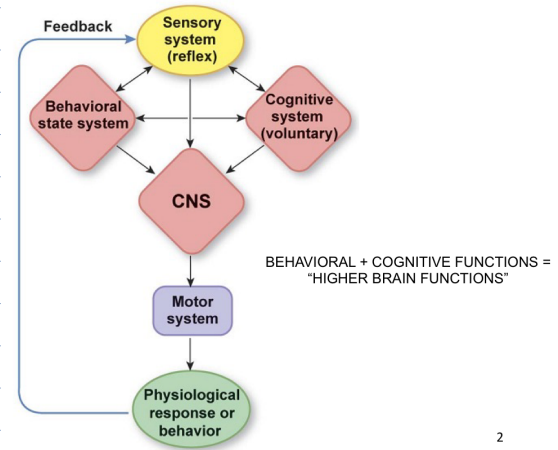 Feedback
Sensory
system
(reflex)
Behavioral
state system
Cognitive
system
(voluntary)
CNS
BEHAVIORAL + COGNITIVE FUNCTIONS =
“HIGHER BRAIN FUNCTIONS”
Motor
system
Physiological
response or
behavior
2